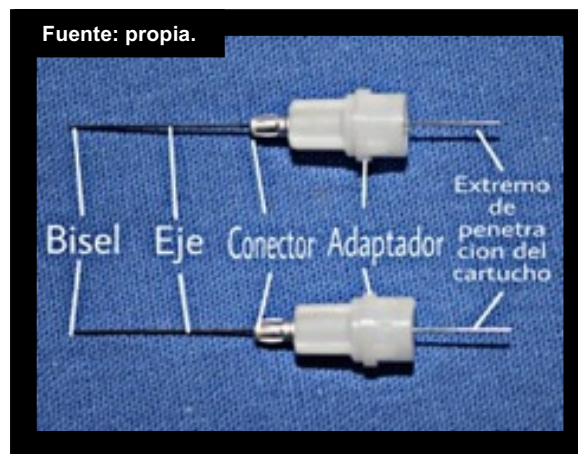 Fuente: propia.
Bisel Eje Conector Adaptador
Extremo
de
penetra
cion del
cartucho